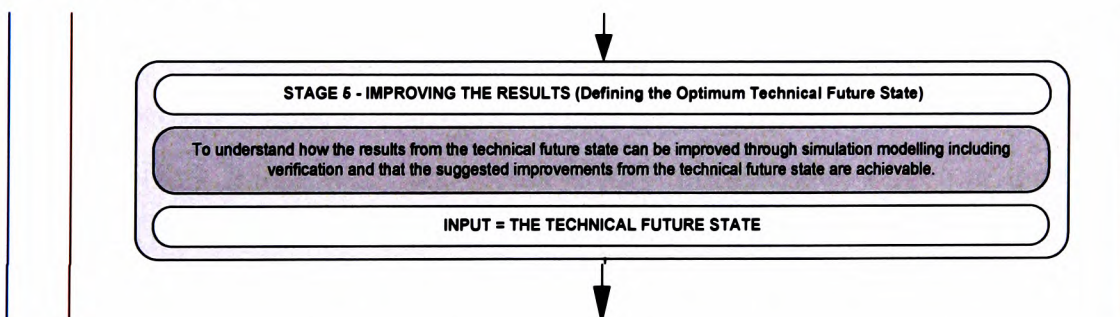 STAGE 5 - IMPROVING THE RESULTS (Defining the Optimum Technical Future State)
To understand how the results from the technical future state can be improved through simulation modelling including
verification and that the suggested improvements from the technical future state are achievable.
INPUT = THE TECHNICAL FUTURE STATE